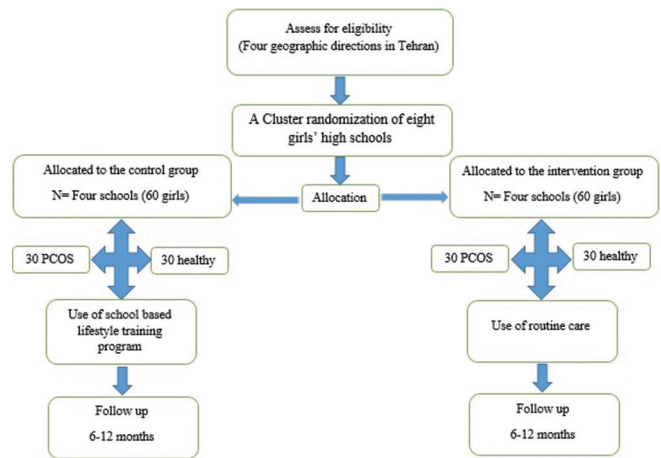 Assess for eligibility
(Four geographic directions in Tehran)
A Cluster randomization of eight
girls' high schools
Allocated to the control group
N= Four schools (60 girls)
Allocation
Allocated to the intervention group
N= Four schools (60 girls)
30 PCOS
30 healthy
30 PCOS
30 healthy
Use of school based
lifestyle training
program
Use of routine care
Follow up
6-12 months
Follow up
6-12 months